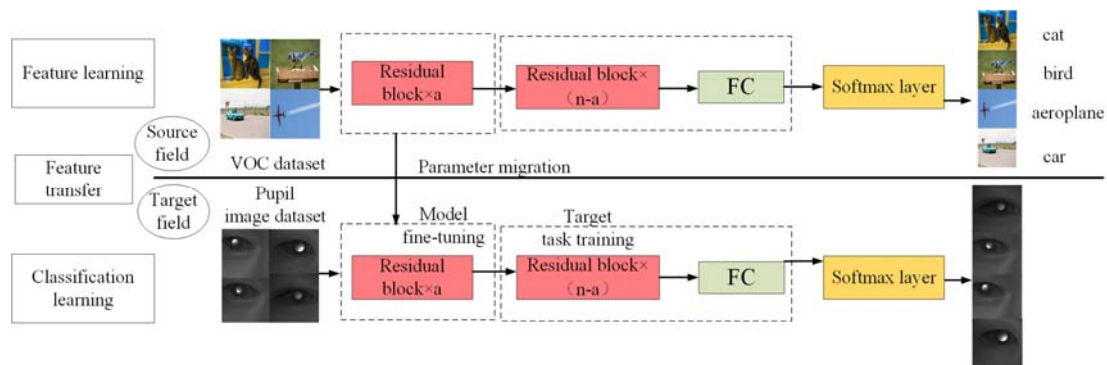 Feature learning
Residual
block×a
Residual block×
（n-a）
FC
Softmax layer
cat
bird
aeroplane
car
Source
field
VOC dataset
Parameter migration
Feature
transfer
Target
field
Pupil
image dataset
Model
fine-tuning
Target
task training
Classification
learning
Residual
block×a
Residual block×
（n-a）
FC
Softmax layer